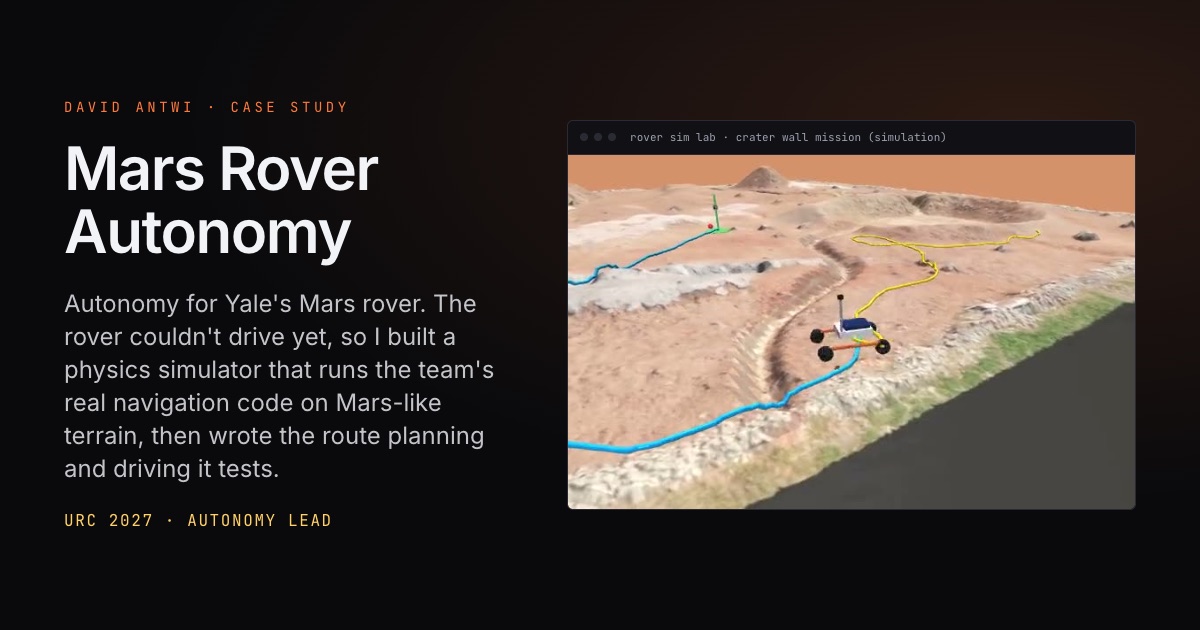 DAVID ANTWI · CASE STUDY
Mars Rover
Autonomy
Autonomy for Yale's Mars rover. The
rover couldn't drive yet, so I built a
physics simulator that runs the team's
real navigation code on Mars-like
terrain, then wrote the route planning
and driving it tests.
URC 2027 · AUTONOMY LEAD
rover sim lab · crater wall mission (simulation)